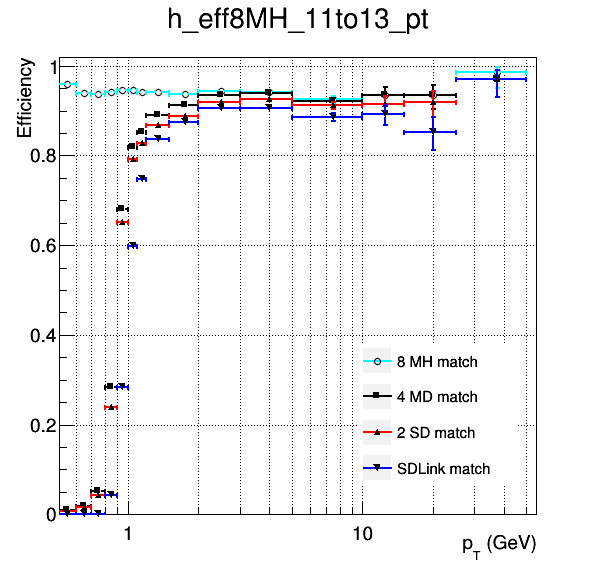 h_eff8MH_11to13_pt
Efficiency
1
0.8
0.6
0.4
0.2
0
8 MH match
4 MD match
2 SD match
SDLink match
1
10
p_T (GeV)